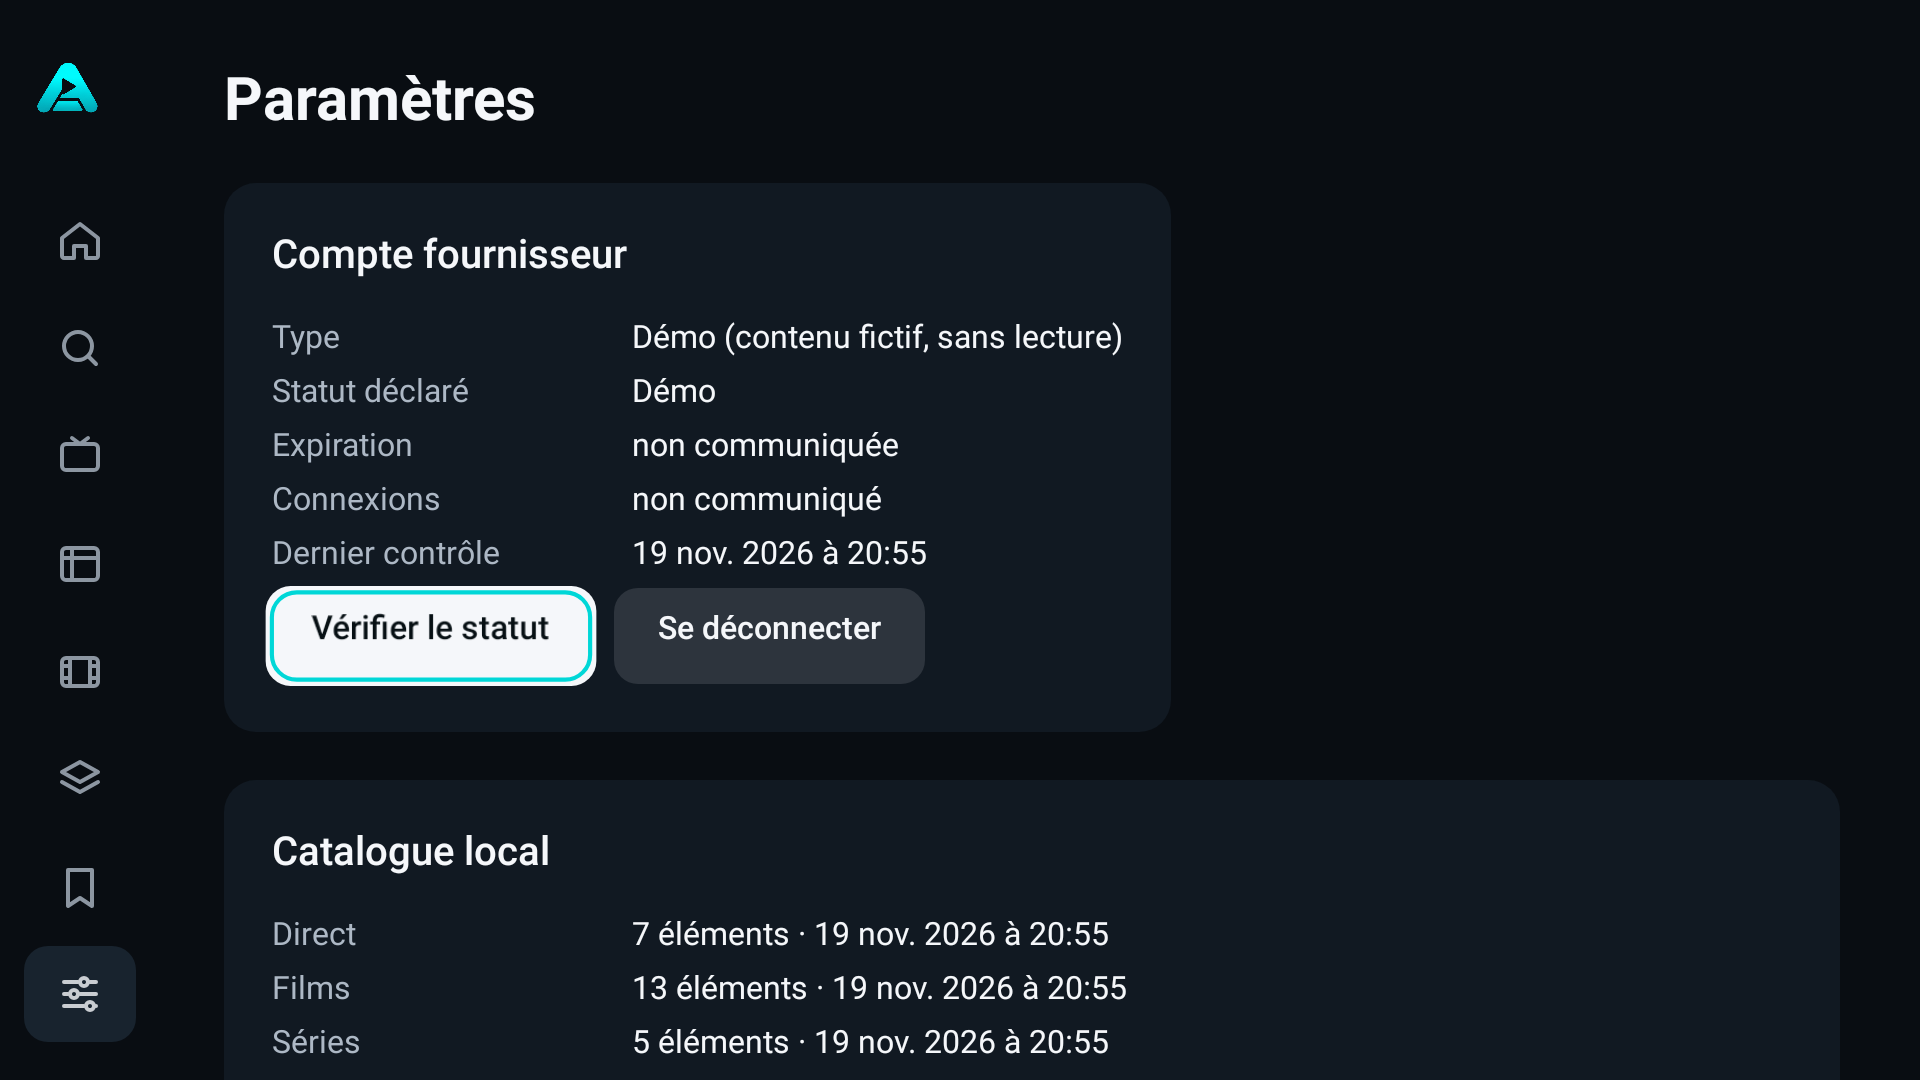 Paramètres
Compte fournisseur
Type Démo (contenu fictif, sans lecture)
Statut déclaré Démo
Expiration non communiquée
Connexions non communiqué
Dernier contrôle 19 nov. 2026 à 20:55
Vérifier le statut Se déconnecter
Catalogue local
Direct 7 éléments · 19 nov. 2026 à 20:55
Films 13 éléments · 19 nov. 2026 à 20:55
Séries 5 éléments · 19 nov. 2026 à 20:55